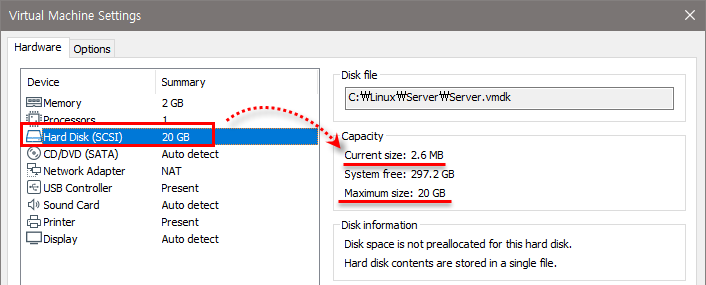 Virtual Machine Settings
Hardware Options
Device Summary
Memory 2 GB
Processors 1
Hard Disk (SCSI) 20 GB
CD/DVD (SATA) Auto detect
Network Adapter NAT
USB Controller Present
Sound Card Auto detect
Printer Present
Display Auto detect
Disk file
C:₩Linux₩Server₩Server.vmdk
Capacity
Current size: 2.6 MB
System free: 297.2 GB
Maximum size: 20 GB
Disk information
Disk space is not preallocated for this hard disk.
Hard disk contents are stored in a single file.